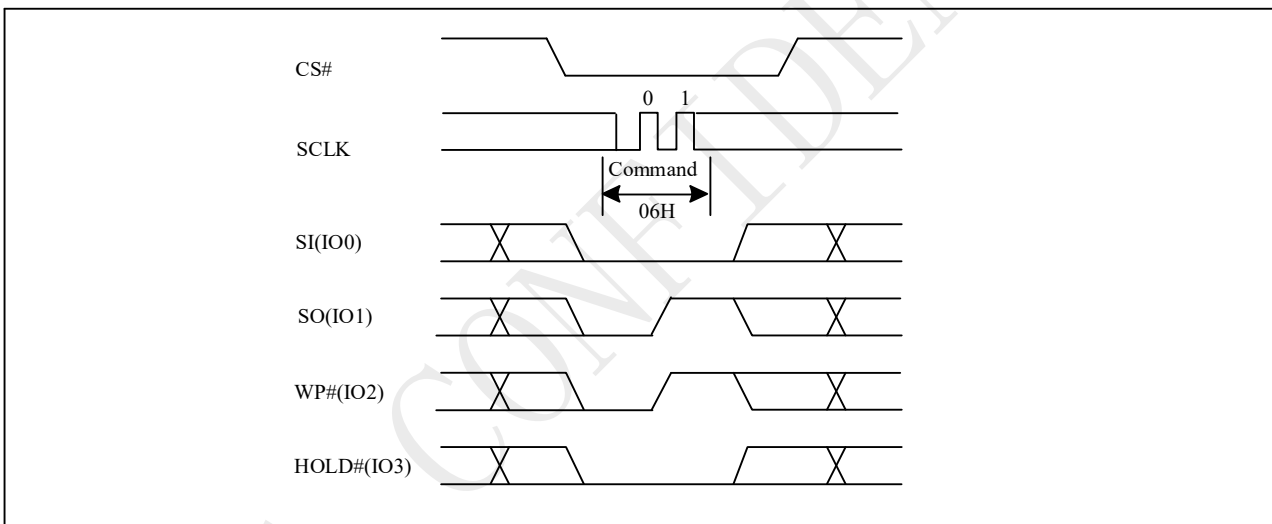 CS#
0 1
SCLK
Command
06H
SI(IO0)
SO(IO1)
WP#(IO2)
HOLD#(IO3)